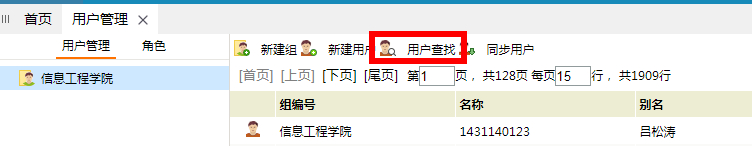 首页 用户管理
用户管理 角色
新建组 新建用户 用户查找 同步用户
信息工程学院
[首页] [上页] [下页] [尾页] 第1页，共128页 每页15行，共1909行
组编号 名称 别名
信息工程学院 1431140123 吕松涛